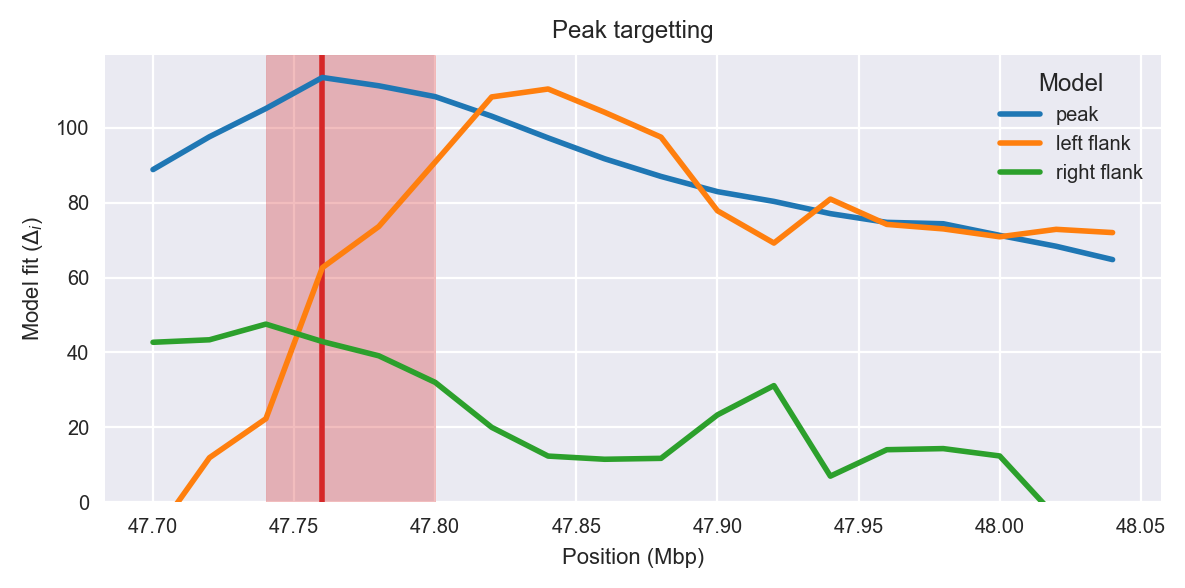 Peak targetting
Model fit (Δi)
100
80
60
40
20
0
Model
peak
left flank
right flank
47.70 47.75 47.80 47.85 47.90 47.95 48.00 48.05
Position (Mbp)